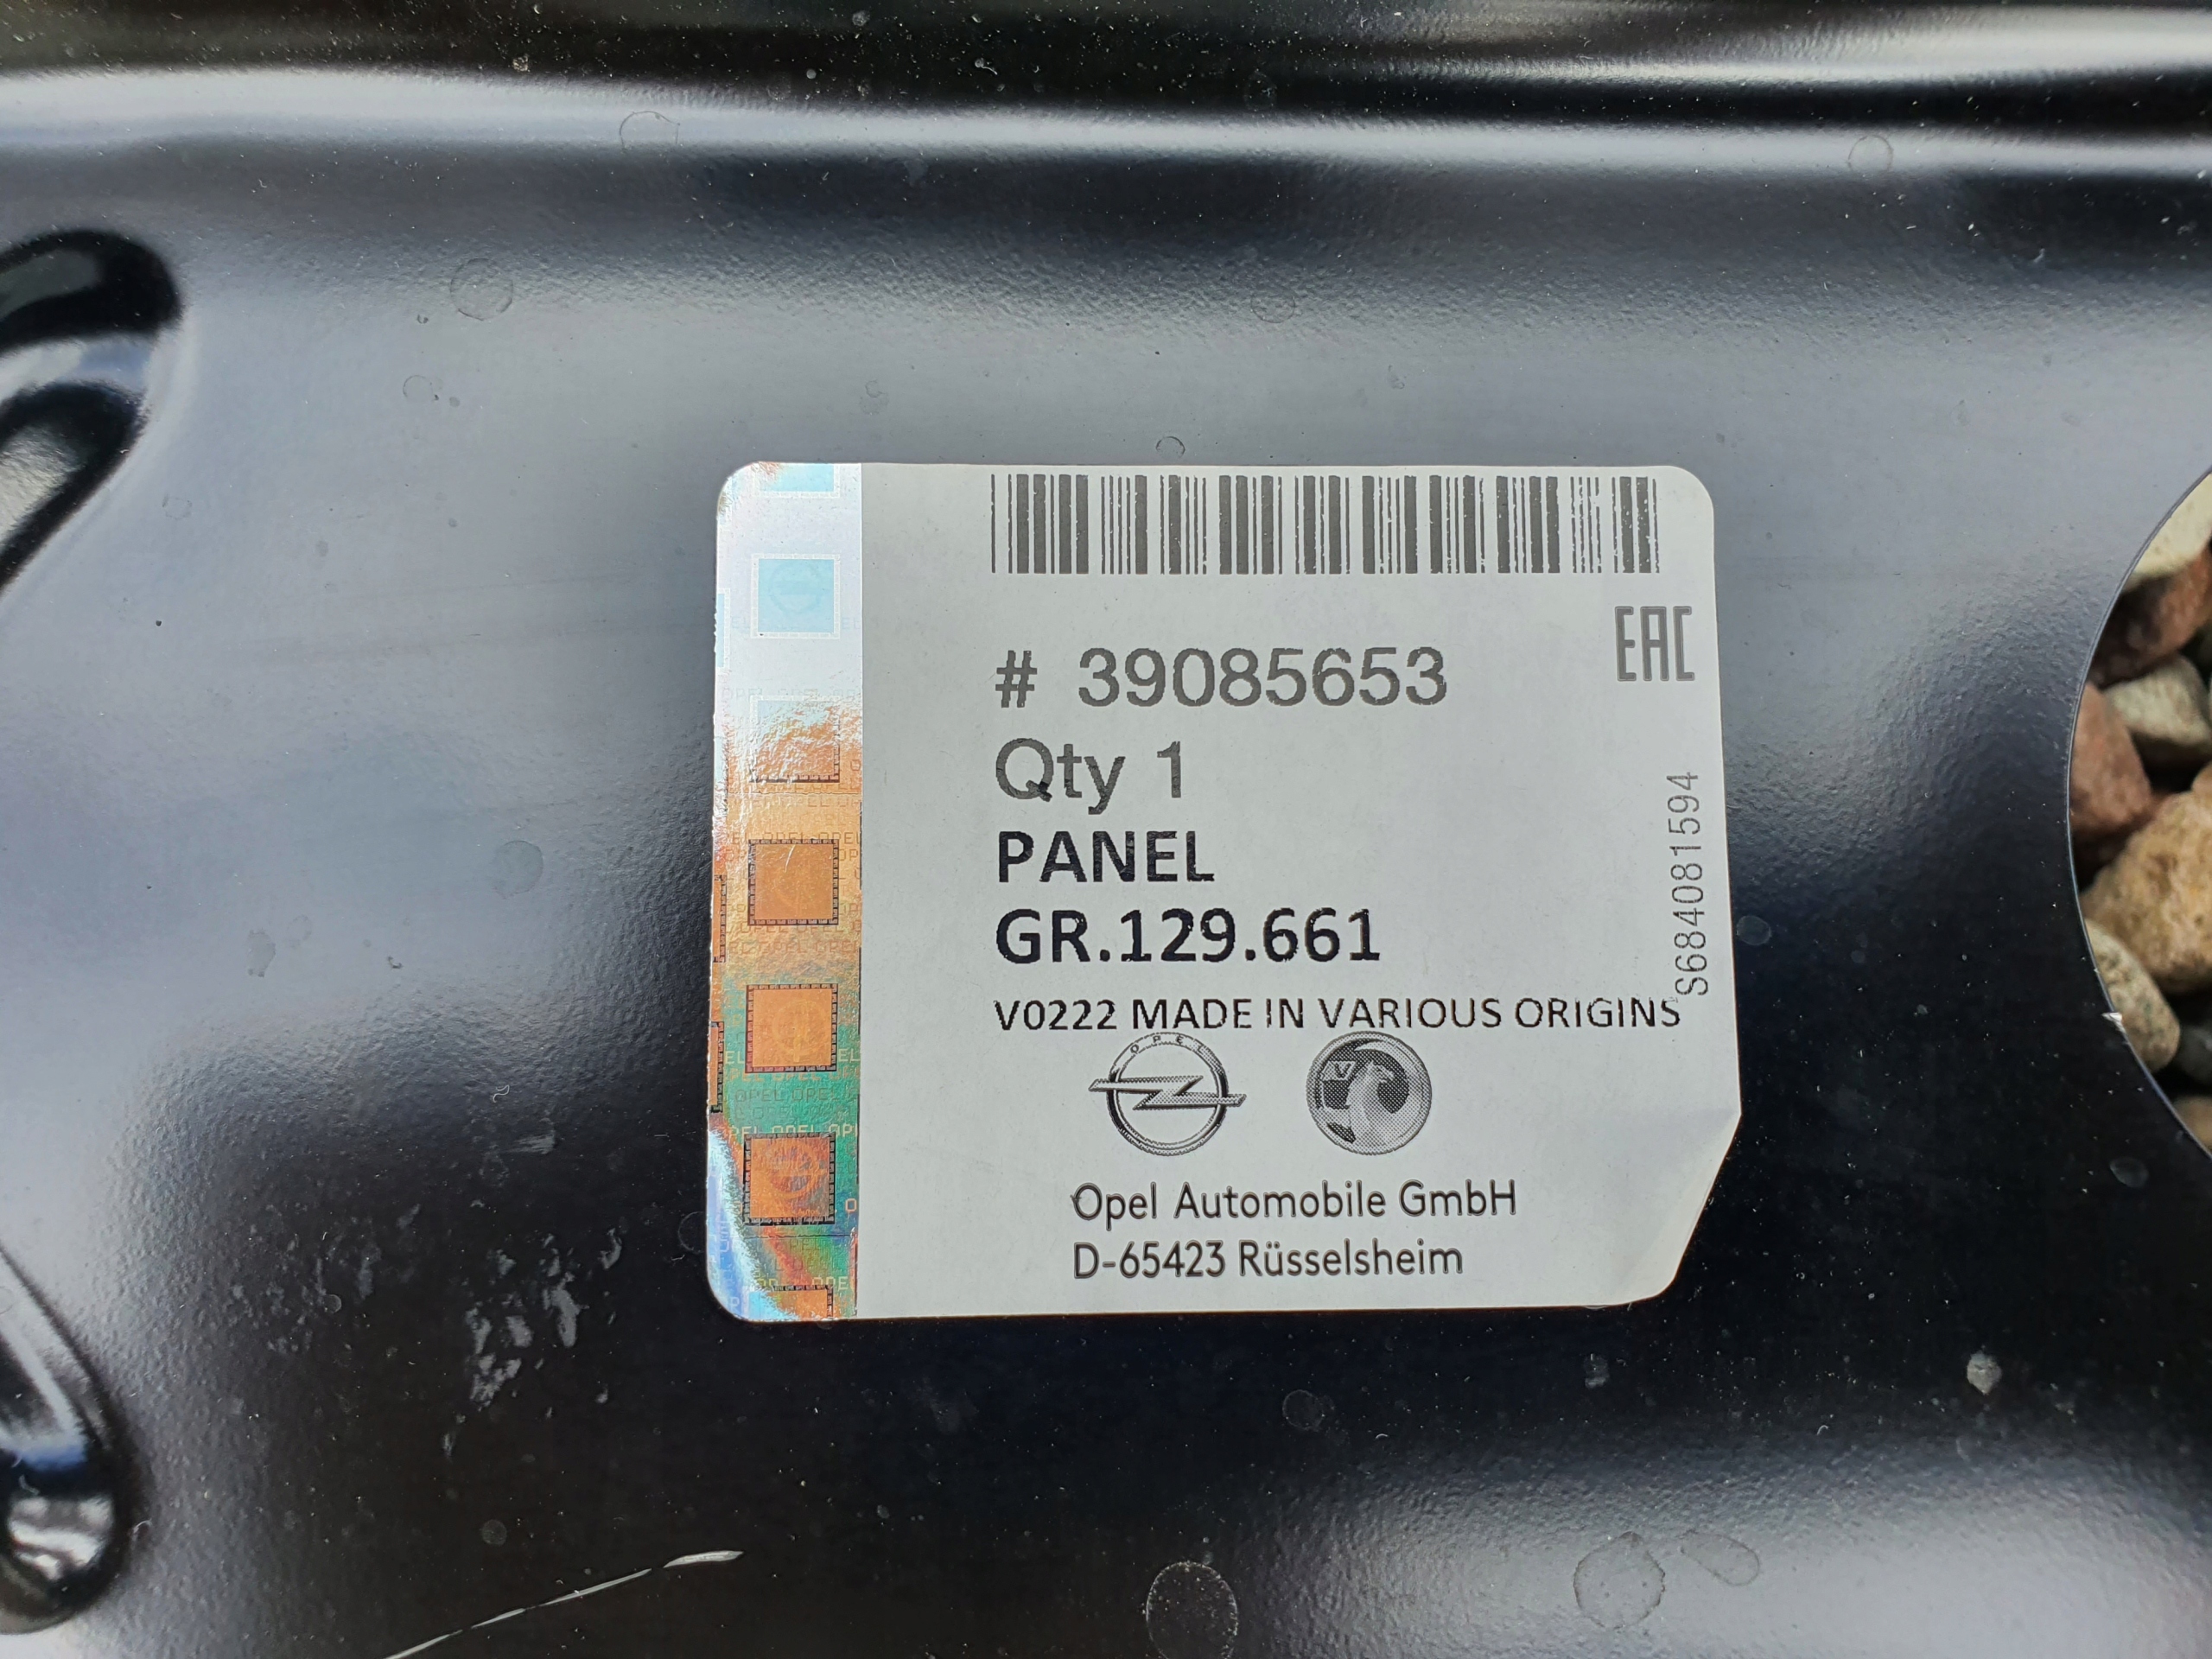 EAC
# 39085653
Qty 1
PANEL
GR.129.661
S684081594
V0222 MADE IN VARIOUS ORIGINS
OPEL
V
Opel Automobile GmbH
D-65423 Rüsselsheim